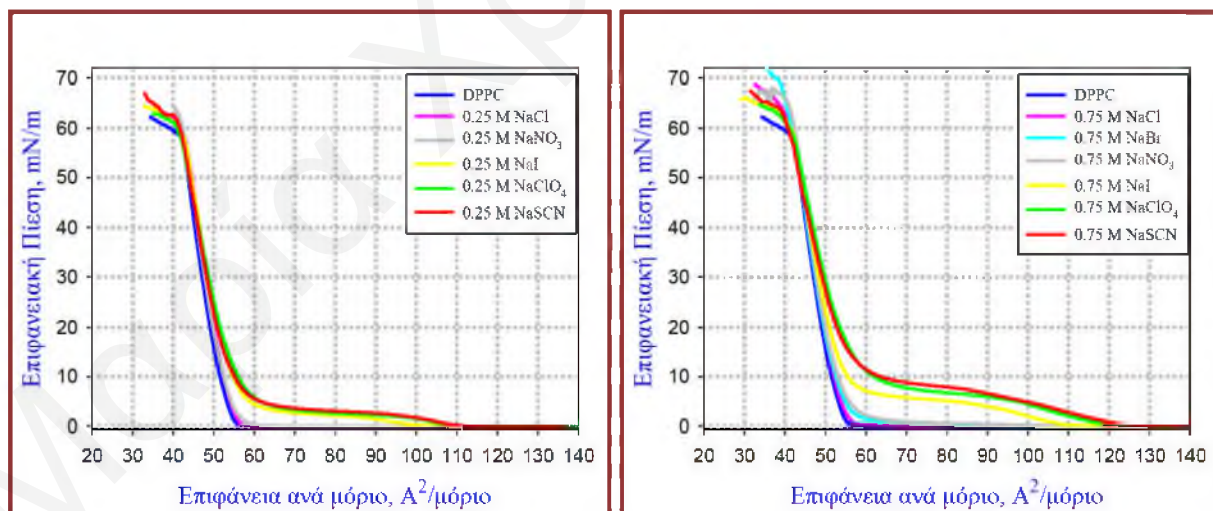 Μαρία Χρ
Επιφανειακή Πίεση, mN/m
70
60
50
40
30
20
10
0
20 30 40 50 60 70 80 90 100 110 120 130 140
Επιφάνεια ανά μόριο, A²/μόριο
DPPC
0.25 M NaCl
0.25 M NaNO₃
0.25 M NaI
0.25 M NaClO₄
0.25 M NaSCN
Επιφανειακή Πίεση, mN/m
70
60
50
40
30
20
10
0
20 30 40 50 60 70 80 90 100 110 120 130 140
Επιφάνεια ανά μόριο, A²/μόριο
DPPC
0.75 M NaCl
0.75 M NaBr
0.75 M NaNO₃
0.75 M NaI
0.75 M NaClO₄
0.75 M NaSCN